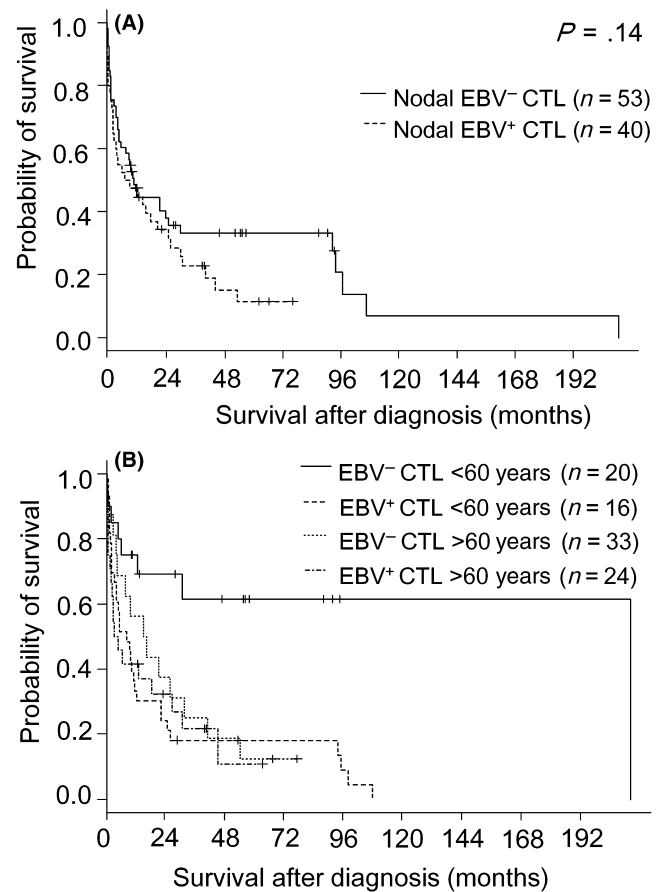 (A)
P = .14
Nodal EBV⁻ CTL (n = 53)
Nodal EBV⁺ CTL (n = 40)
Probability of survival
1.0
0.8
0.6
0.4
0.2
0.0
0 24 48 72 96 120 144 168 192
Survival after diagnosis (months)
(B)
EBV⁻ CTL <60 years (n = 20)
EBV⁺ CTL <60 years (n = 16)
EBV⁻ CTL >60 years (n = 33)
EBV⁺ CTL >60 years (n = 24)
Probability of survival
1.0
0.8
0.6
0.4
0.2
0.0
0 24 48 72 96 120 144 168 192
Survival after diagnosis (months)